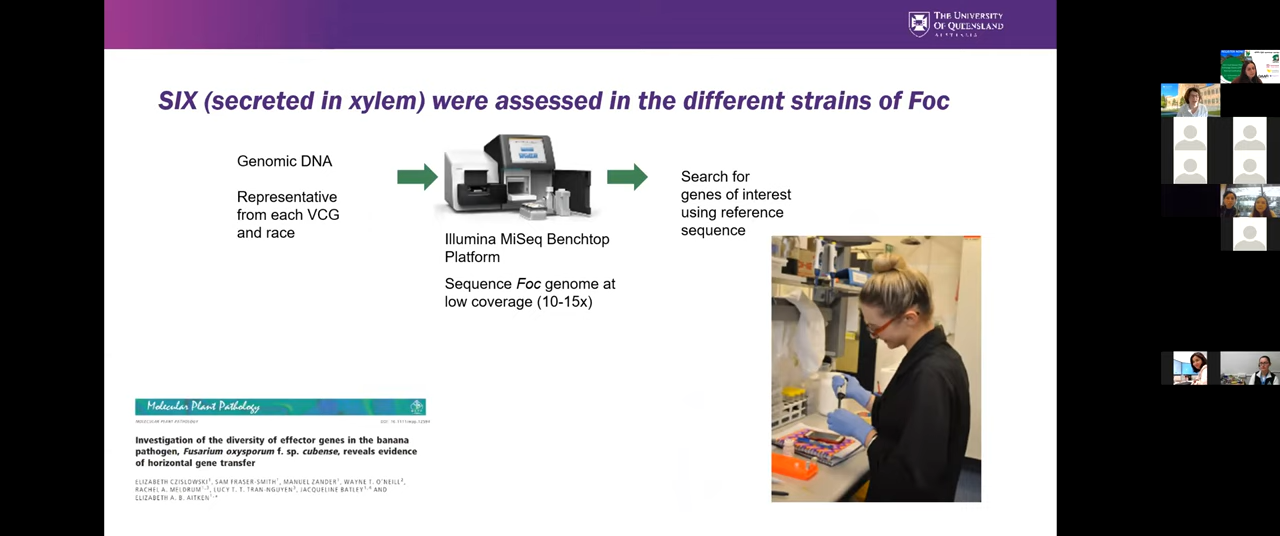 THE UNIVERSITY
OF QUEENSLAND
AUSTRALIA
SIX (secreted in xylem) were assessed in the different strains of Foc
Genomic DNA
Representative
from each VCG
and race
Illumina MiSeq Benchtop
Platform
Sequence Foc genome at
low coverage (10-15x)
Search for
genes of interest
using reference
sequence
Molecular Plant Pathology
MOLECULAR PLANT PATHOLOGY
Investigation of the diversity of effector genes in the banana
pathogen, Fusarium oxysporum f. sp. cubense, reveals evidence
of horizontal gene transfer
ELIZABETH CZISLOWSKI, SAM FRASER-SMITH, MANUEL ZANDER, WAYNE T. O'NEILL,
RACHEL A. MELDRUM, LUCY T. T. TRAN-NGUYEN, JACQUELINE BATLEY AND
ELIZABETH A. B. AITKEN